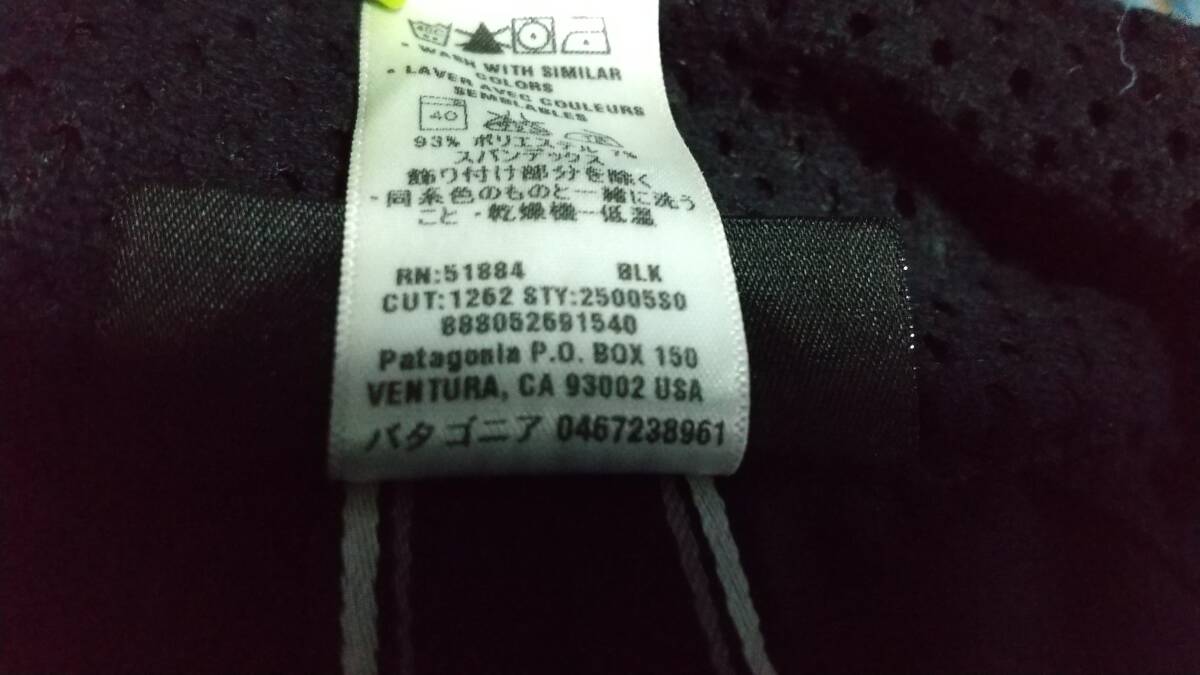 • WASH WITH SIMILAR
COLORS
• LAVER AVEC COULEURS
SEMBLABLES
40
93% ポリエステル 7%
スパンデックス
飾り付け部分を除く
・同系色のものと一緒に洗う
こと・乾燥機ー低温
RN:51884 BLK
CUT:1262 STY:25005S0
888052691540
Patagonia P.O. BOX 150
VENTURA, CA 93002 USA
パタゴニア 0467238961